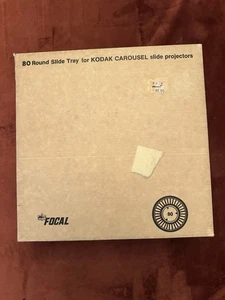 80 Round Slide Tray for KODAK CAROUSEL slide projectors
FOCAL
80